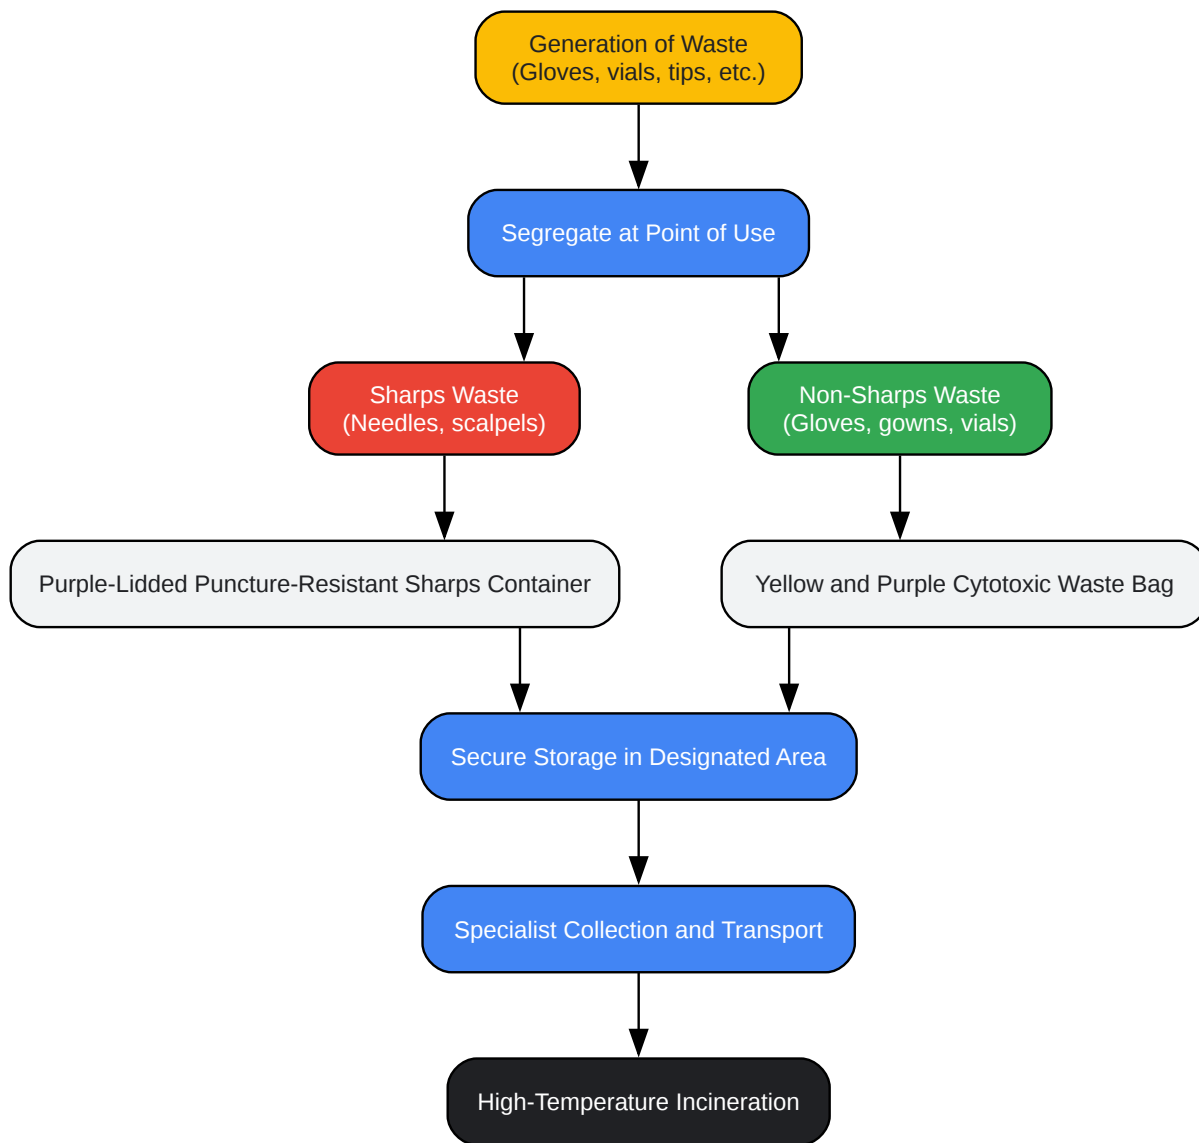 Generation of Waste
(Gloves, vials, tips, etc.)
Segregate at Point of Use
Sharps Waste
(Needles, scalpels)
Non-Sharps Waste
(Gloves, gowns, vials)
Purple-Lidded Puncture-Resistant Sharps Container
Yellow and Purple Cytotoxic Waste Bag
Secure Storage in Designated Area
Specialist Collection and Transport
High-Temperature Incineration